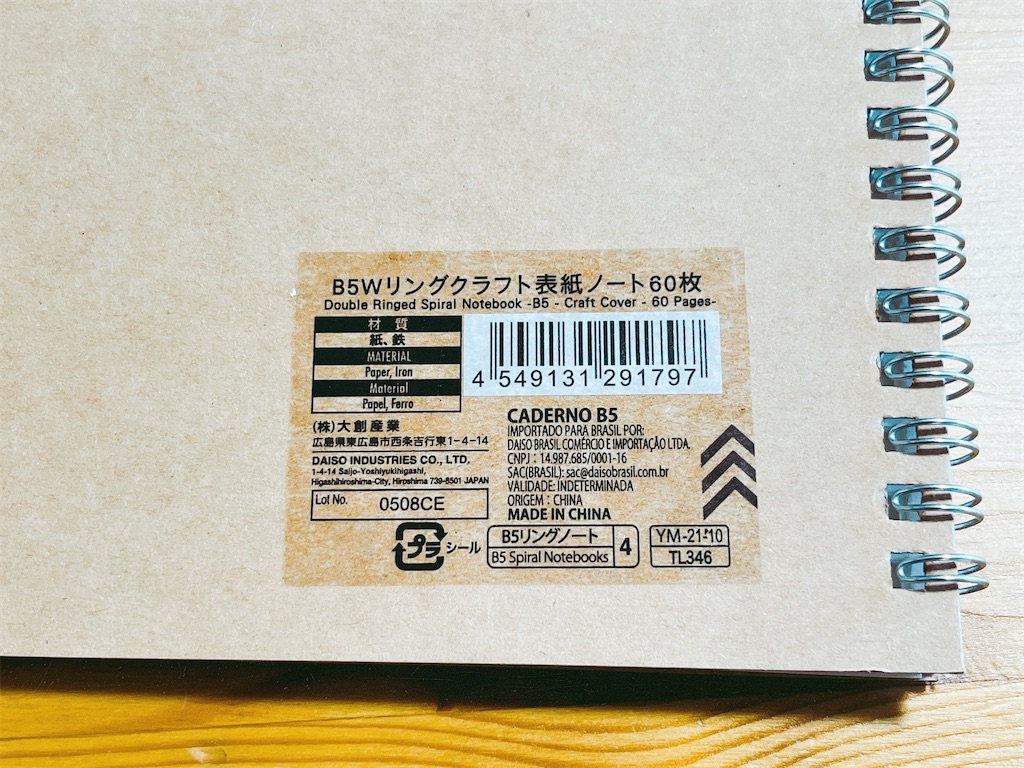 B5Wリングクラフト表紙ノート60枚
Double Ringed Spiral Notebook -B5 - Craft Cover - 60 Pages-
材 質
紙、鉄
MATERIAL
Paper, Iron
Material
Papel, Ferro
4 549131 291797
(株)大創産業
広島県東広島市西条吉行東1-4-14
DAISO INDUSTRIES CO., LTD.
1-4-14 Saijo-Yoshiyukihigashi,
Higashihiroshima-City, Hiroshima 739-8501 JAPAN
Lot No. 0508CE
CADERNO B5
IMPORTADO PARA BRASIL POR:
DAISO BRASIL COMÉRCIO E IMPORTAÇÃO LTDA.
CNPJ : 14.987.685/0001-16
SAC(BRASIL): sac@daisobrasil.com.br
VALIDADE: INDETERMINADA
ORIGEM : CHINA
MADE IN CHINA
プラ シール
B5リングノート
B5 Spiral Notebooks
4
YM-21-10
TL346